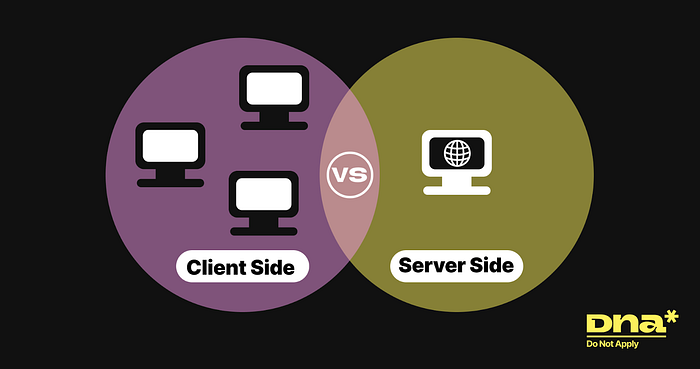 VS
Client Side
Server Side
Dna*
Do Not Apply